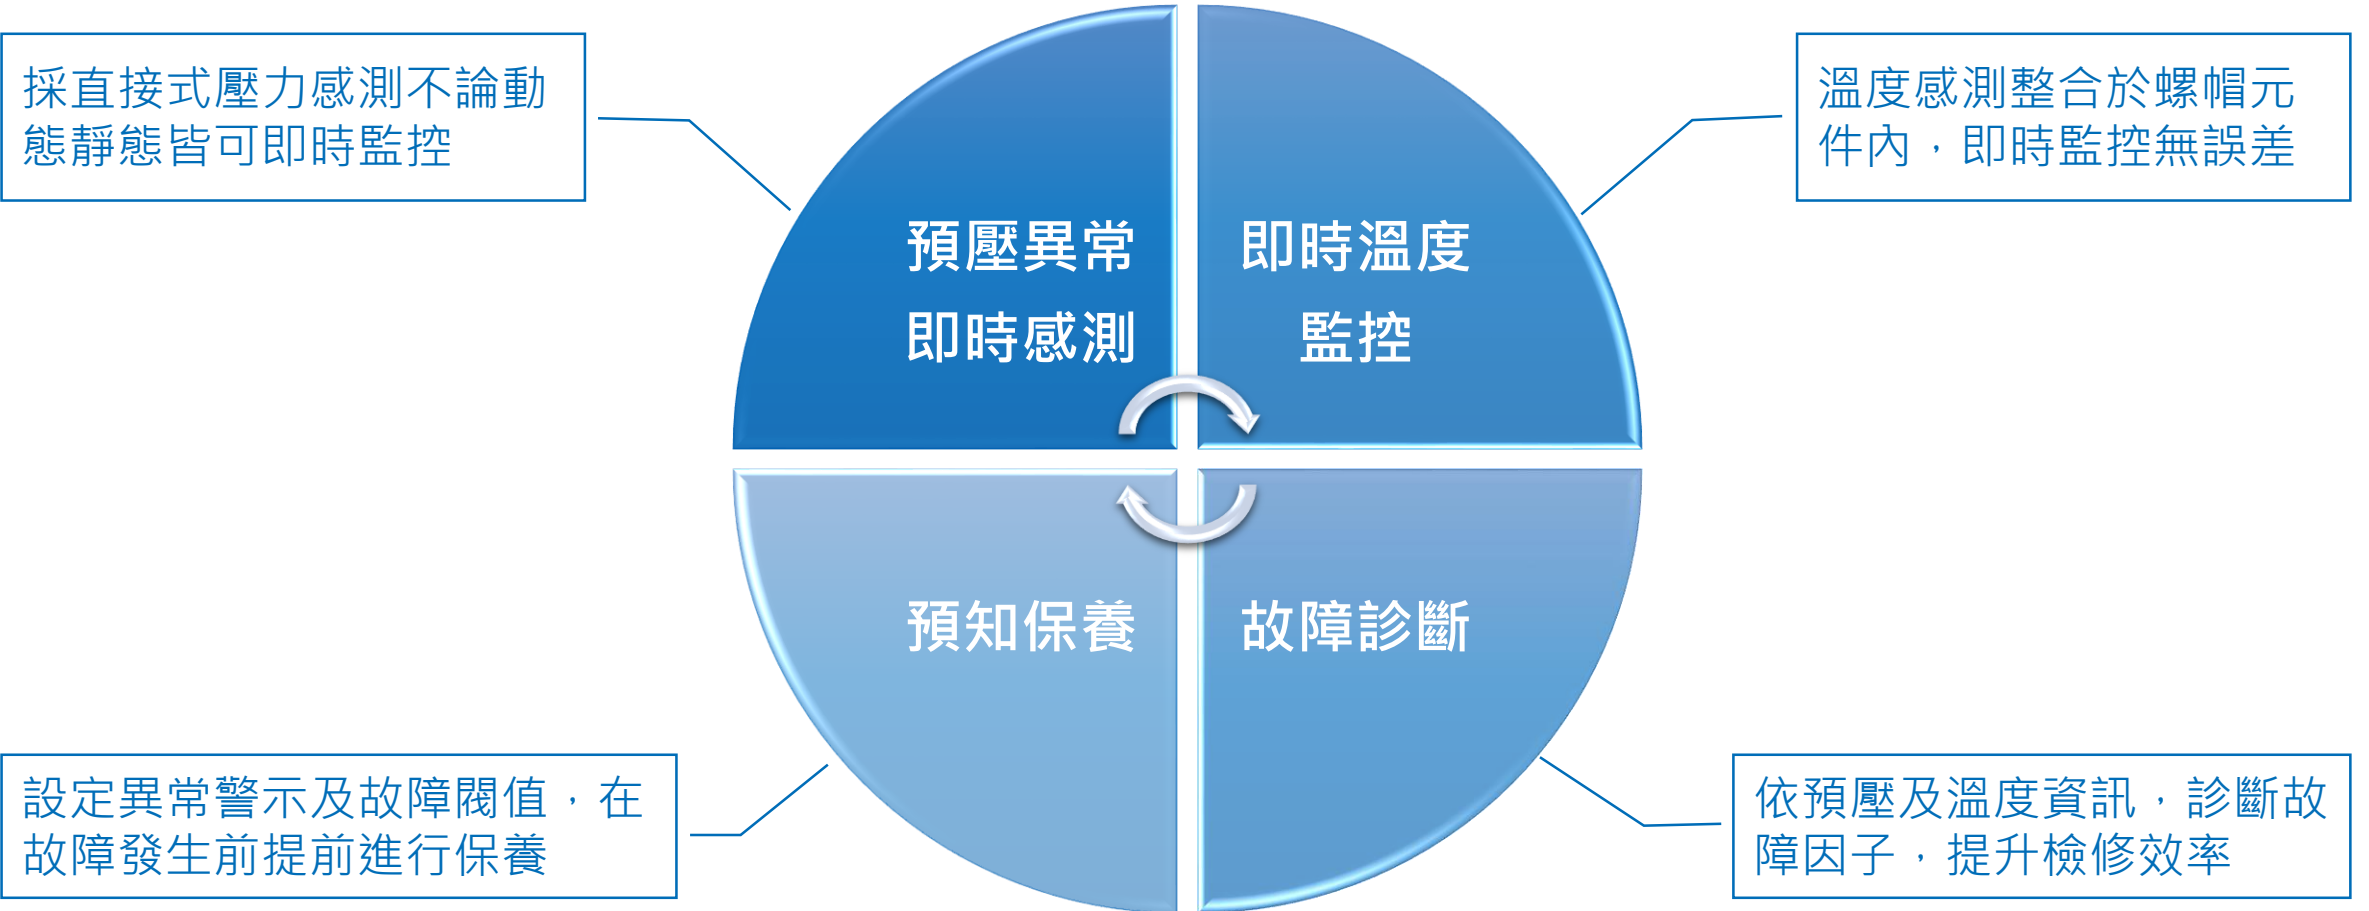 採直接式壓力感測不論動
態靜態皆可即時監控
溫度感測整合於螺帽元
件內，即時監控無誤差
預壓異常
即時感測
即時溫度
監控
預知保養
故障診斷
設定異常警示及故障閥值，在
故障發生前提前進行保養
依預壓及溫度資訊，診斷故
障因子，提升檢修效率